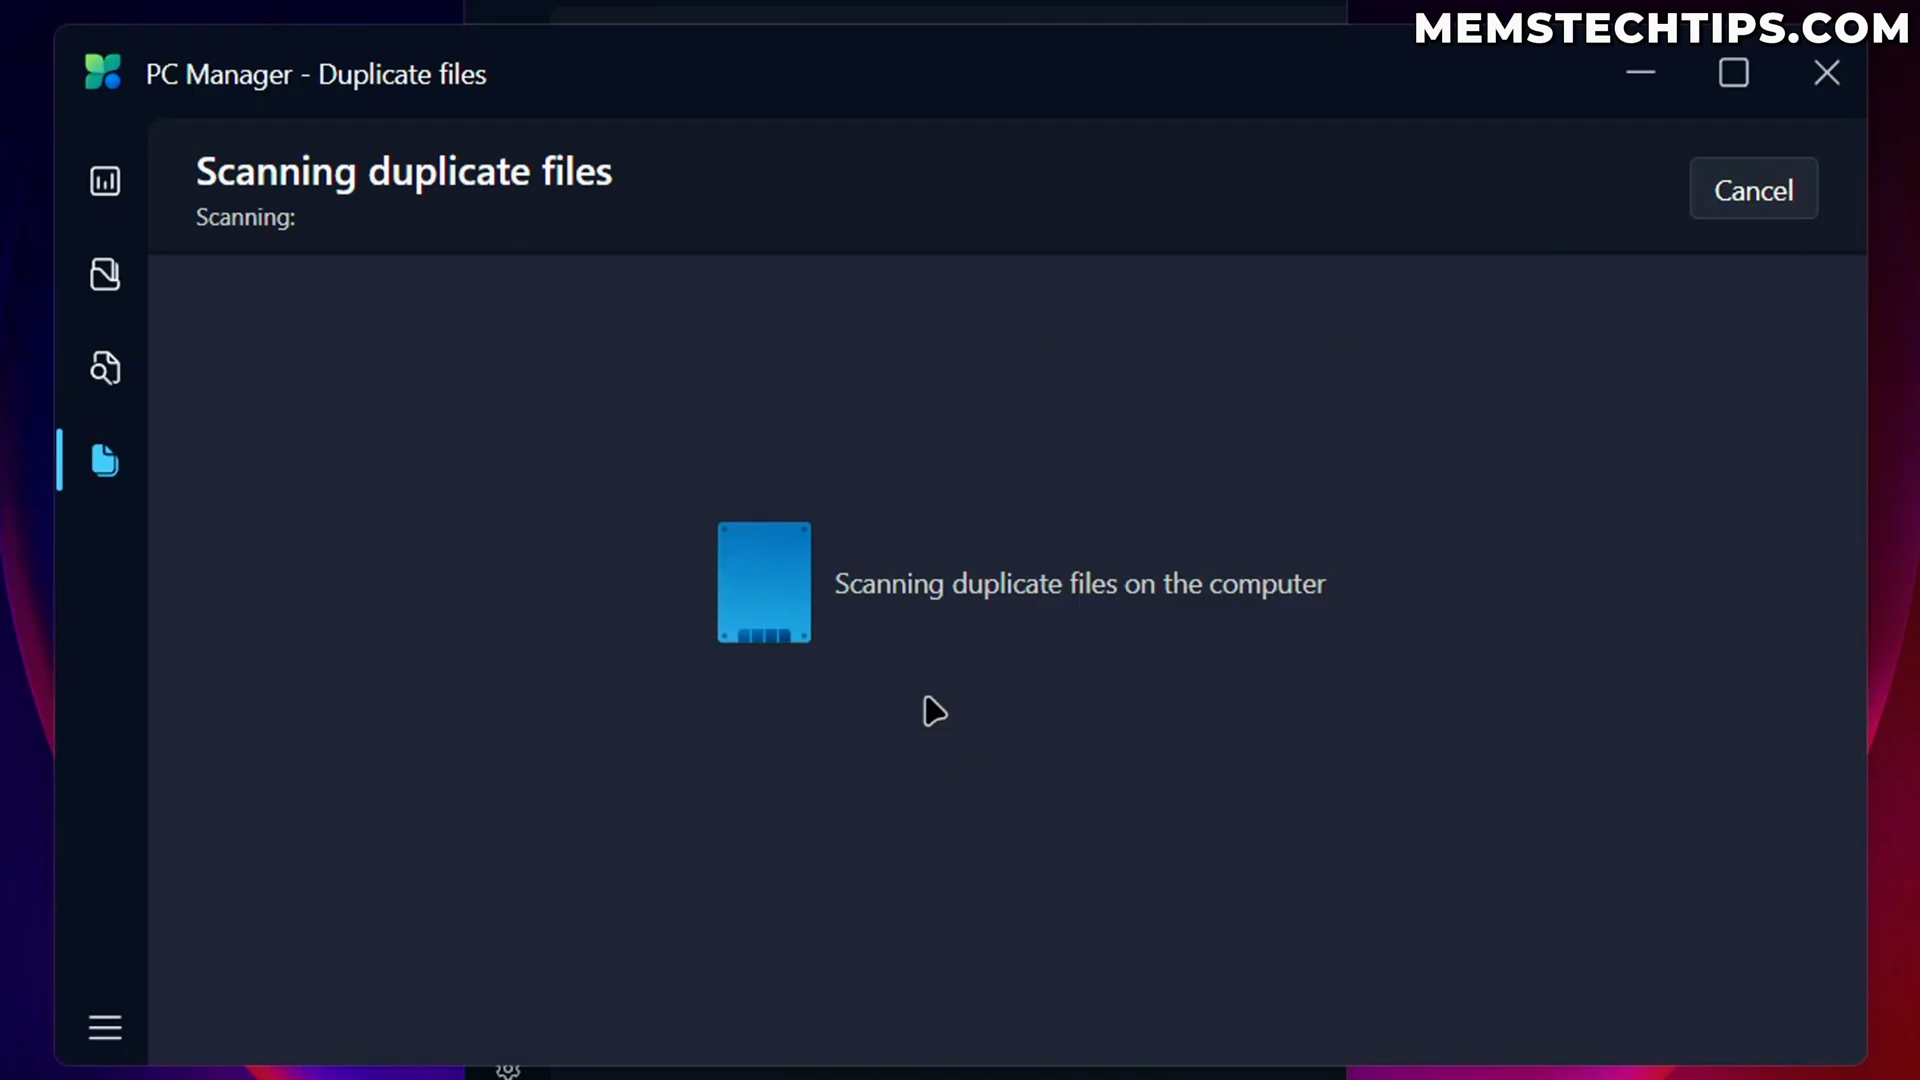 MEMSTECHTIPS.COM
PC Manager - Duplicate files
Scanning duplicate files
Scanning:
Cancel
Scanning duplicate files on the computer